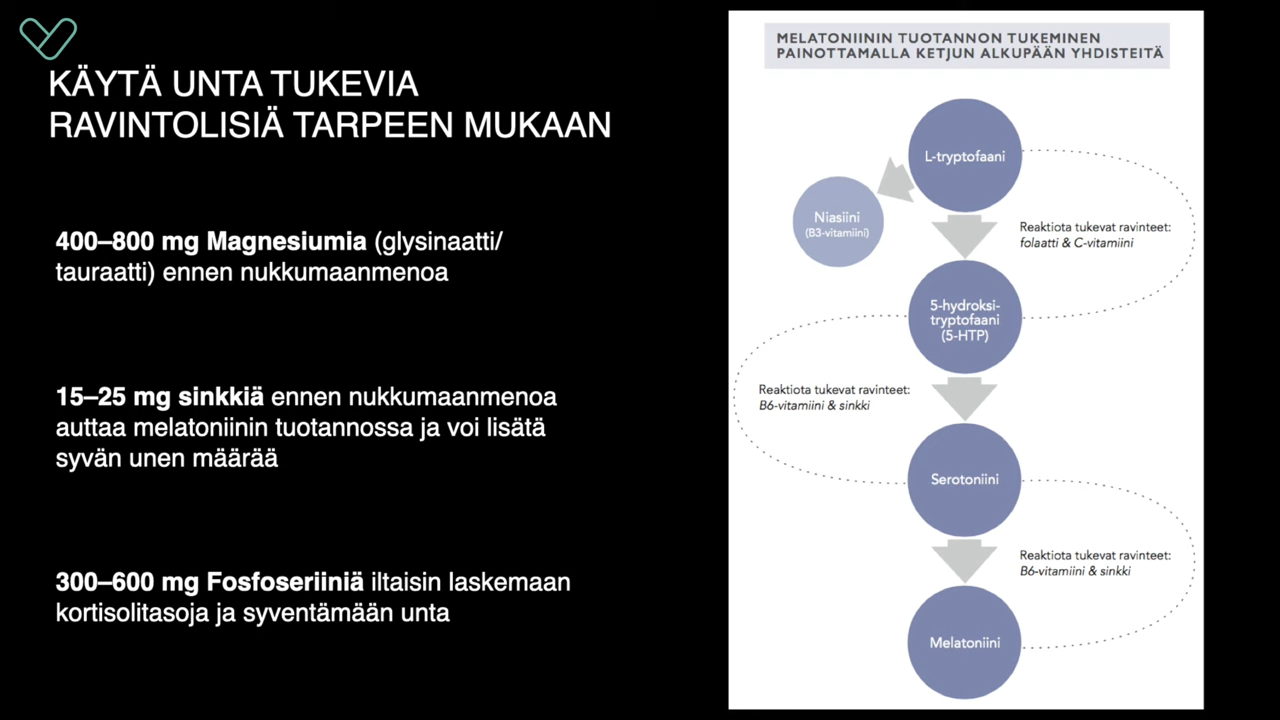 KÄYTÄ UNTA TUKEVIA
RAVINTOLISIÄ TARPEEN MUKAAN
400–800 mg Magnesiumia (glysinaatti/
tauraatti) ennen nukkumaanmenoa
15–25 mg sinkkiä ennen nukkumaanmenoa
auttaa melatoniinin tuotannossa ja voi lisätä
syvän unen määrää
300–600 mg Fosfoseriiniä iltaisin laskemaan
kortisolitasoja ja syventämään unta
MELATONIININ TUOTANNON TUKEMINEN
PAINOTTAMALLA KETJUN ALKUPÄÄN YHDISTEITÄ
L-tryptofaani
Niasiini
(B3-vitamiini)
Reaktiota tukevat ravinteet:
folaatti & C-vitamiini
5-hydroksi-
tryptofaani
(5-HTP)
Reaktiota tukevat ravinteet:
B6-vitamiini & sinkki
Serotoniini
Reaktiota tukevat ravinteet:
B6-vitamiini & sinkki
Melatoniini